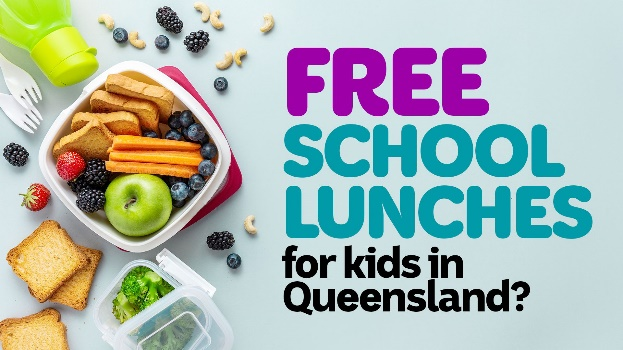 FREE
SCHOOL
LUNCHES
for kids in
Queensland?